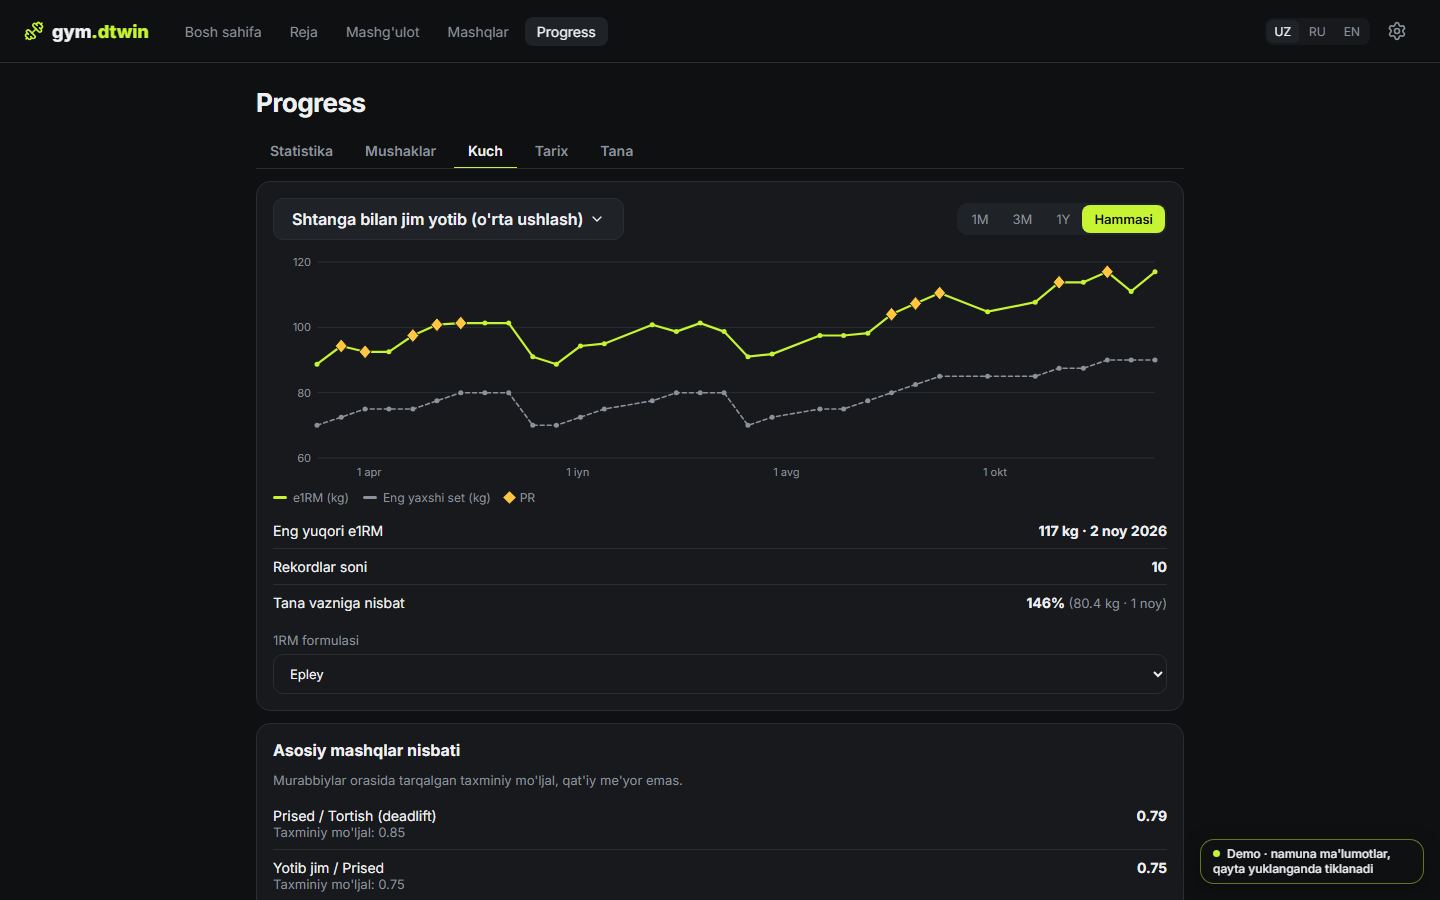 gym.dtwin Bosh sahifa Reja Mashg'ulot Mashqlar Progress UZ RU EN
Progress
Statistika Mushaklar Kuch Tarix Tana
Shtanga bilan jim yotib (o'rta ushlash) 1M 3M 1Y Hammasi
120
100
80
60
1 apr 1 iyn 1 avg 1 okt
e1RM (kg) Eng yaxshi set (kg) PR
Eng yuqori e1RM 117 kg · 2 noy 2026
Rekordlar soni 10
Tana vazniga nisbat 146% (80.4 kg · 1 noy)
1RM formulasi
Epley
Asosiy mashqlar nisbati
Murabbiylar orasida tarqalgan taxminiy mo'ljal, qat'iy me'yor emas.
Prised / Tortish (deadlift) 0.79
Taxminiy mo'ljal: 0.85
Yotib jim / Prised 0.75
Taxminiy mo'ljal: 0.75
Demo · namuna ma'lumotlar,
qayta yuklanganda tiklanadi